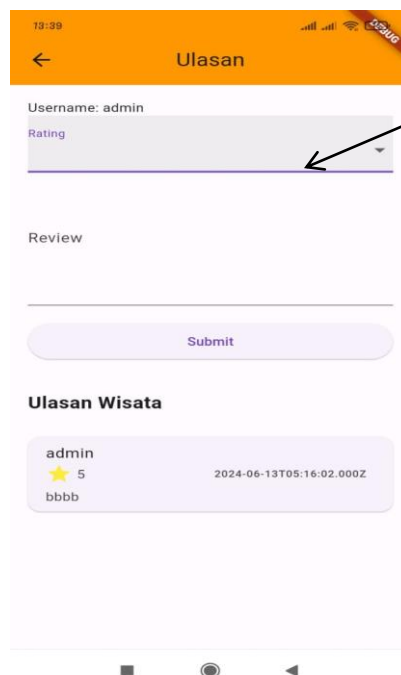 13:39
DEBUG
Ulasan
Username: admin
Rating
Review
Submit
Ulasan Wisata
admin
5
2024-06-13T05:16:02.000Z
bbbb